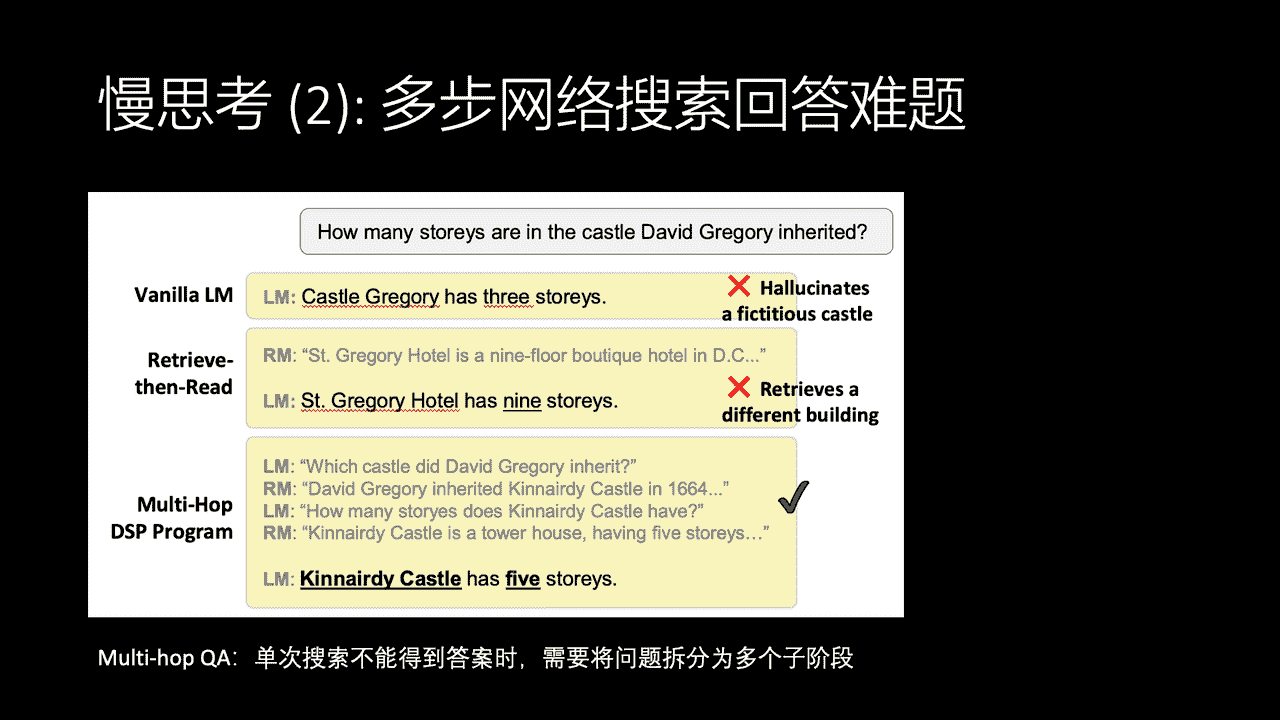 慢思考 (2): 多步网络搜索回答难题
How many storeys are in the castle David Gregory inherited?
Vanilla LM
LM: Castle Gregory has three storeys.
❌ Hallucinates
a fictitious castle
Retrieve-
then-Read
RM: “St. Gregory Hotel is a nine-floor boutique hotel in D.C...”
LM: St. Gregory Hotel has nine storeys.
❌ Retrieves a
different building
Multi-Hop
DSP Program
LM: “Which castle did David Gregory inherit?”
RM: “David Gregory inherited Kinnairdy Castle in 1664...”
LM: “How many storyes does Kinnairdy Castle have?”
RM: “Kinnairdy Castle is a tower house, having five storeys…”
LM: Kinnairdy Castle has five storeys.
✔
Multi-hop QA：单次搜索不能得到答案时，需要将问题拆分为多个子阶段